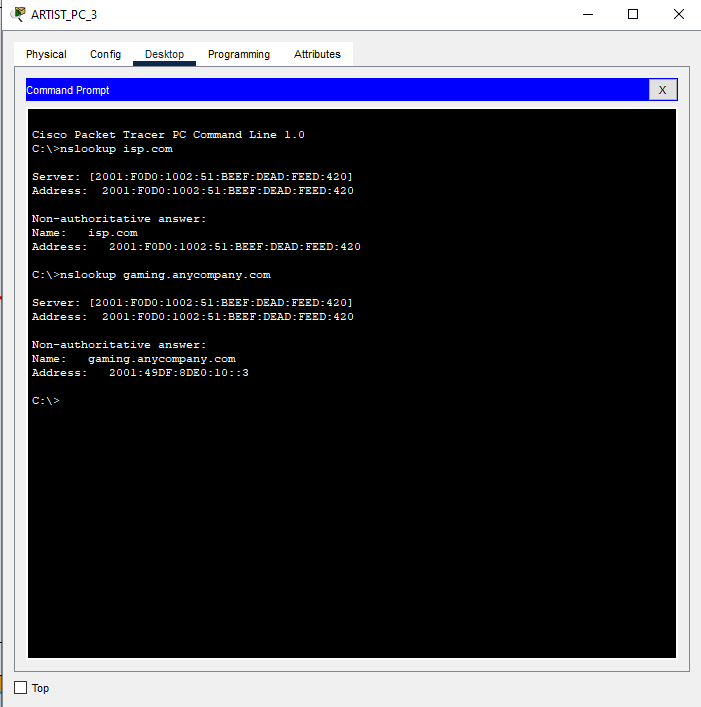 ARTIST_PC_3
Physical Config Desktop Programming Attributes
Command Prompt X
Cisco Packet Tracer PC Command Line 1.0
C:\>nslookup isp.com
Server: [2001:F0D0:1002:51:BEEF:DEAD:FEED:420]
Address:  2001:F0D0:1002:51:BEEF:DEAD:FEED:420
Non-authoritative answer:
Name:   isp.com
Address:   2001:F0D0:1002:51:BEEF:DEAD:FEED:420
C:\>nslookup gaming.anycompany.com
Server: [2001:F0D0:1002:51:BEEF:DEAD:FEED:420]
Address:  2001:F0D0:1002:51:BEEF:DEAD:FEED:420
Non-authoritative answer:
Name:   gaming.anycompany.com
Address:   2001:49DF:8DE0:10::3
C:\>
Top